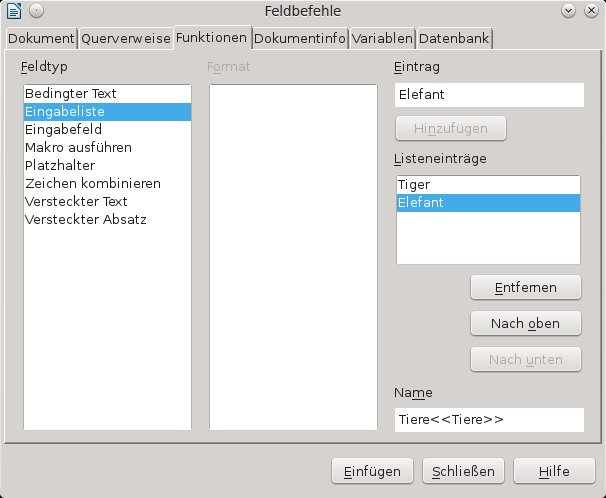 Feldbefehle
Dokument Querverweise Funktionen Dokumentinfo Variablen Datenbank
Feldtyp
Bedingter Text
Eingabeliste
Eingabefeld
Makro ausführen
Platzhalter
Zeichen kombinieren
Versteckter Text
Versteckter Absatz
Format
Eintrag
Elefant
Hinzufügen
Listeneinträge
Tiger
Elefant
Entfernen
Nach oben
Nach unten
Name
Tiere<<Tiere>>
Einfügen Schließen Hilfe